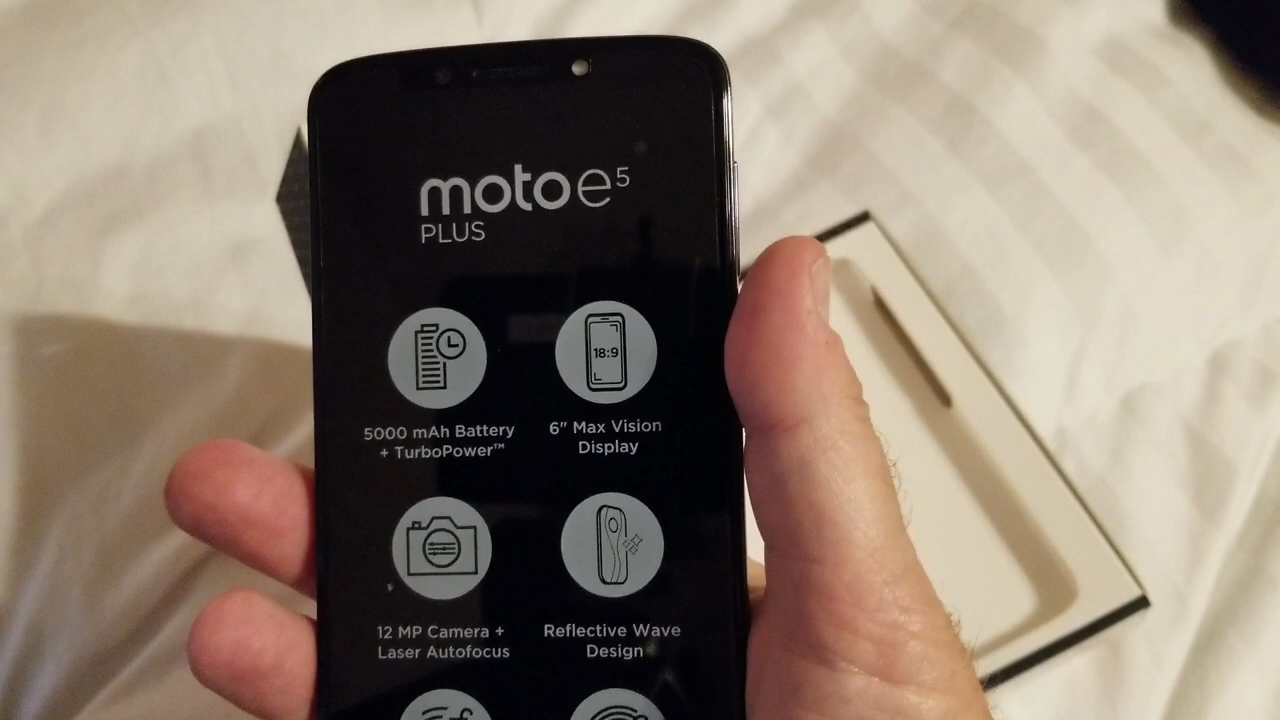 moto e5
PLUS
18:9
5000 mAh Battery
+ TurboPower™
6" Max Vision
Display
12 MP Camera +
Laser Autofocus
Reflective Wave
Design